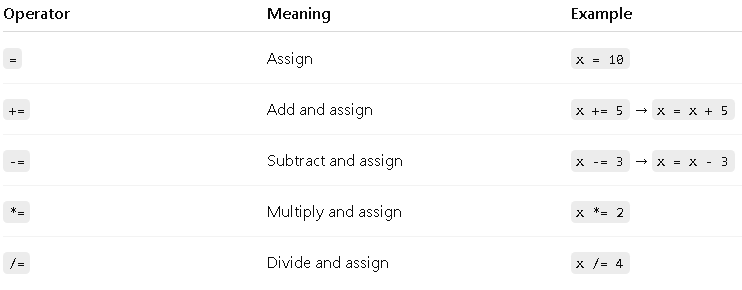 Operator Meaning Example
= Assign x = 10
+= Add and assign x += 5 → x = x + 5
-= Subtract and assign x -= 3 → x = x - 3
*= Multiply and assign x *= 2
/= Divide and assign x /= 4